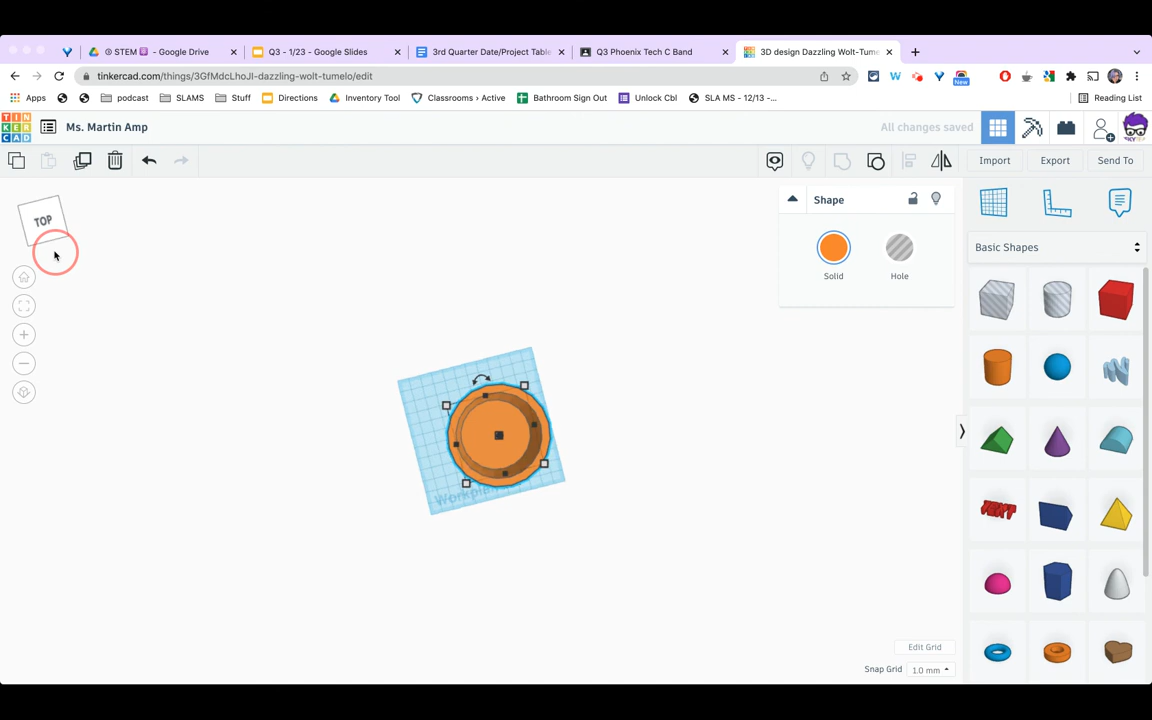 STEM - Google Drive
Q3 - 1/23 - Google Slides
3rd Quarter Date/Project Table
Q3 Phoenix Tech C Band
3D design Dazzling Wolt-Tume
tinkercad.com/things/3GfMdcLhoJI-dazzling-wolt-tumelo/edit
New
Apps
podcast
SLAMS
Stuff
Directions
Inventory Tool
Classrooms > Active
Bathroom Sign Out
Unlock Cbl
SLA MS - 12/13 -...
Reading List
TIN
KER
CAD
Ms. Martin Amp
All changes saved
Import
Export
Send To
TOP
Shape
Solid
Hole
Basic Shapes
TEXT
Workplane
Edit Grid
Snap Grid
1.0 mm